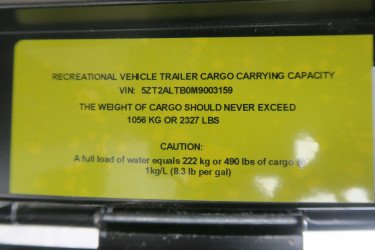 RECREATIONAL VEHICLE TRAILER CARGO CARRYING CAPACITY
VIN: 5ZT2ALTB0M9003159
THE WEIGHT OF CARGO SHOULD NEVER EXCEED
1056 KG OR 2327 LBS
CAUTION:
A full load of water equals 222 kg or 490 lbs of cargo @
1kg/L (8.3 lb per gal)